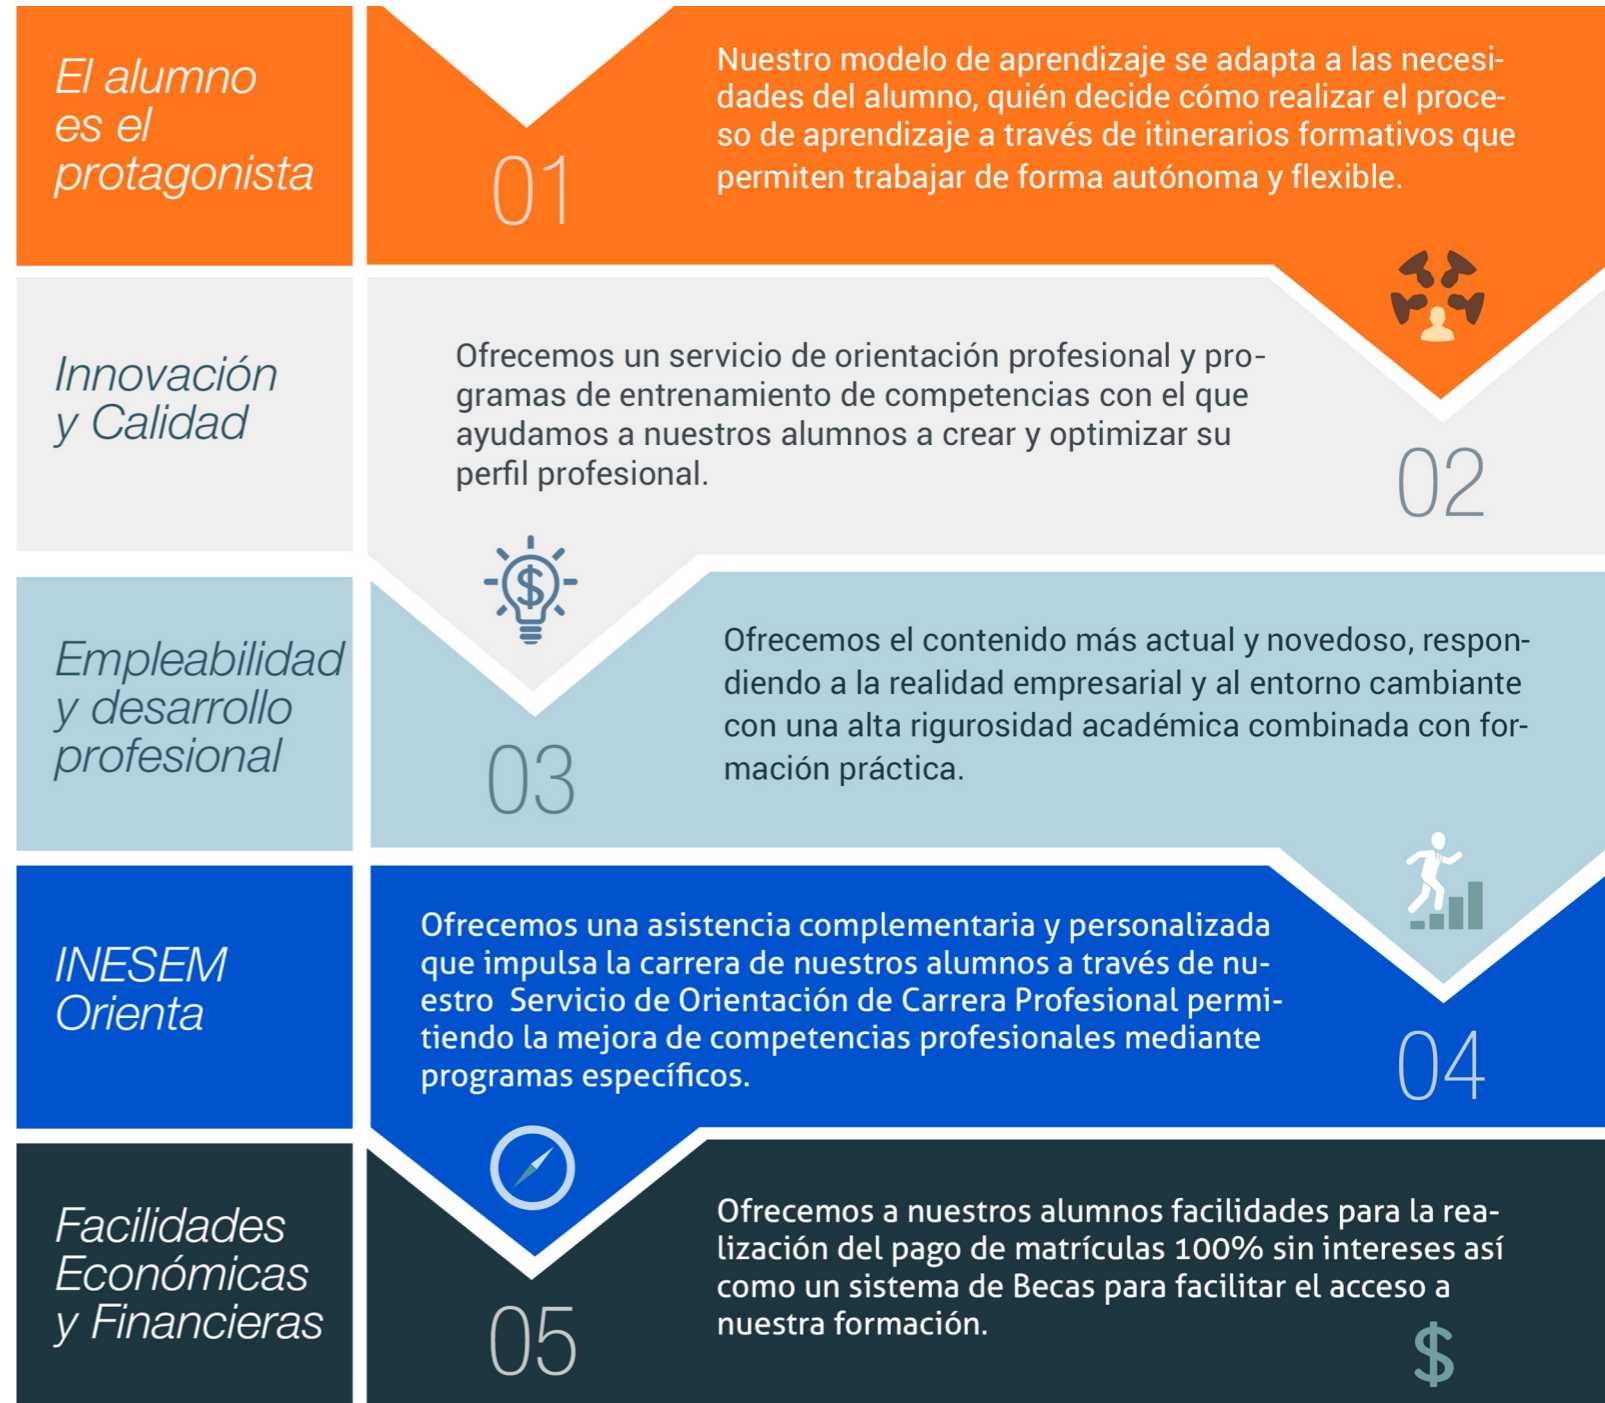 El alumno
es el
protagonista
01
Nuestro modelo de aprendizaje se adapta a las necesi-
dades del alumno, quién decide cómo realizar el proce-
so de aprendizaje a través de itinerarios formativos que
permiten trabajar de forma autónoma y flexible.
Innovación
y Calidad
Ofrecemos un servicio de orientación profesional y pro-
gramas de entrenamiento de competencias con el que
ayudamos a nuestros alumnos a crear y optimizar su
perfil profesional.
02
$
Empleabilidad
y desarrollo
profesional
03
Ofrecemos el contenido más actual y novedoso, respon-
diendo a la realidad empresarial y al entorno cambiante
con una alta rigurosidad académica combinada con for-
mación práctica.
INESEM
Orienta
Ofrecemos una asistencia complementaria y personalizada
que impulsa la carrera de nuestros alumnos a través de nu-
estro  Servicio de Orientación de Carrera Profesional permi-
tiendo la mejora de competencias profesionales mediante
programas específicos.
04
Facilidades
Económicas
y Financieras
05
Ofrecemos a nuestros alumnos facilidades para la rea-
lización del pago de matrículas 100% sin intereses así
como un sistema de Becas para facilitar el acceso a
nuestra formación.
$